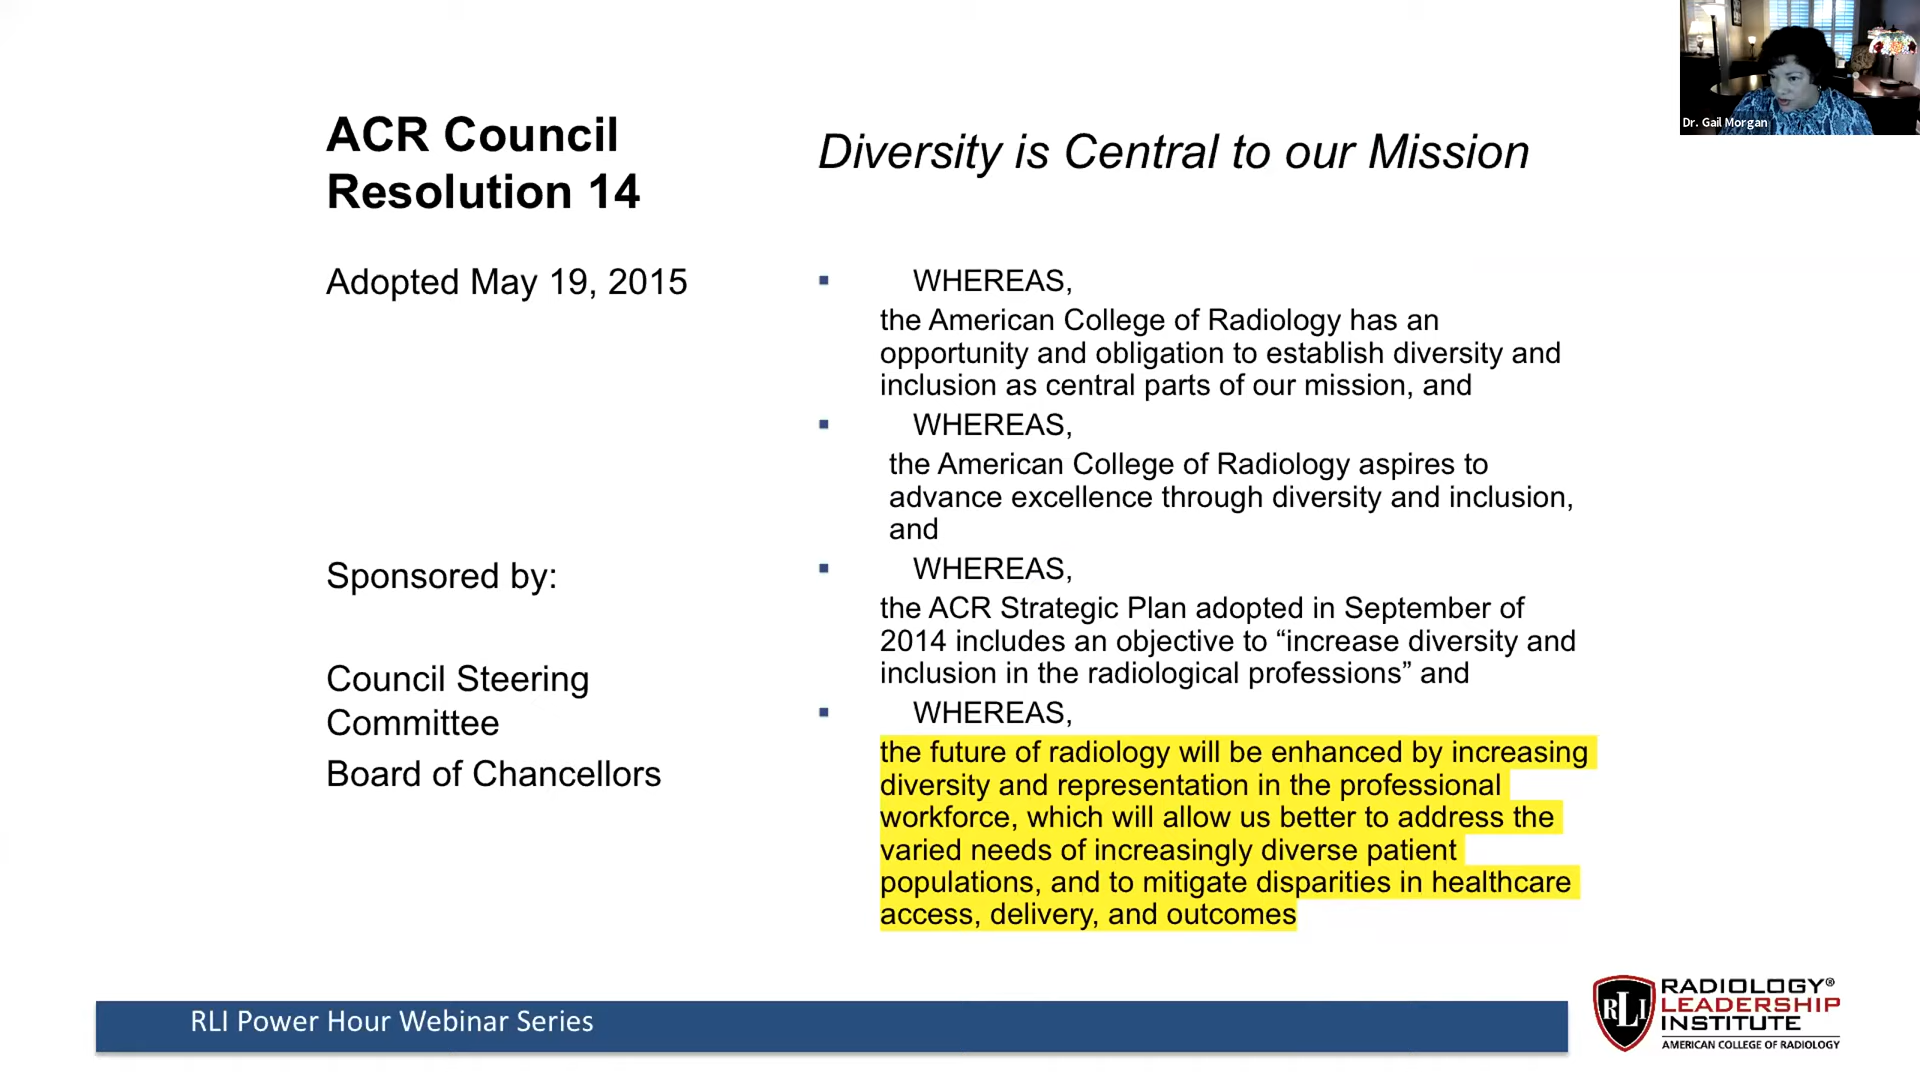 ACR Council
Resolution 14
Adopted May 19, 2015
Sponsored by:
Council Steering
Committee
Board of Chancellors
Diversity is Central to our Mission
▪ WHEREAS,
the American College of Radiology has an
opportunity and obligation to establish diversity and
inclusion as central parts of our mission, and
▪ WHEREAS,
the American College of Radiology aspires to
advance excellence through diversity and inclusion,
and
▪ WHEREAS,
the ACR Strategic Plan adopted in September of
2014 includes an objective to “increase diversity and
inclusion in the radiological professions” and
▪ WHEREAS,
the future of radiology will be enhanced by increasing
diversity and representation in the professional
workforce, which will allow us better to address the
varied needs of increasingly diverse patient
populations, and to mitigate disparities in healthcare
access, delivery, and outcomes
Dr. Gail Morgan
RLI Power Hour Webinar Series
RLI
RADIOLOGY®
LEADERSHIP
INSTITUTE
AMERICAN COLLEGE OF RADIOLOGY